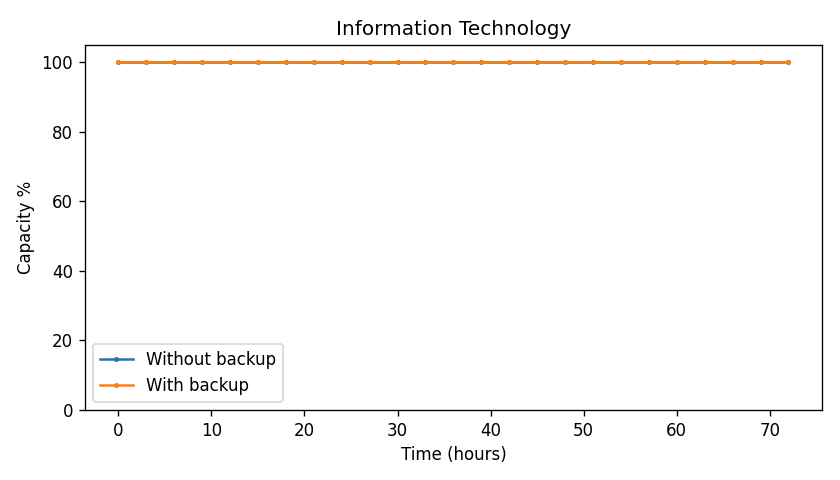 Information Technology
Capacity %
100
80
60
40
20
0
Without backup
With backup
0 10 20 30 40 50 60 70
Time (hours)